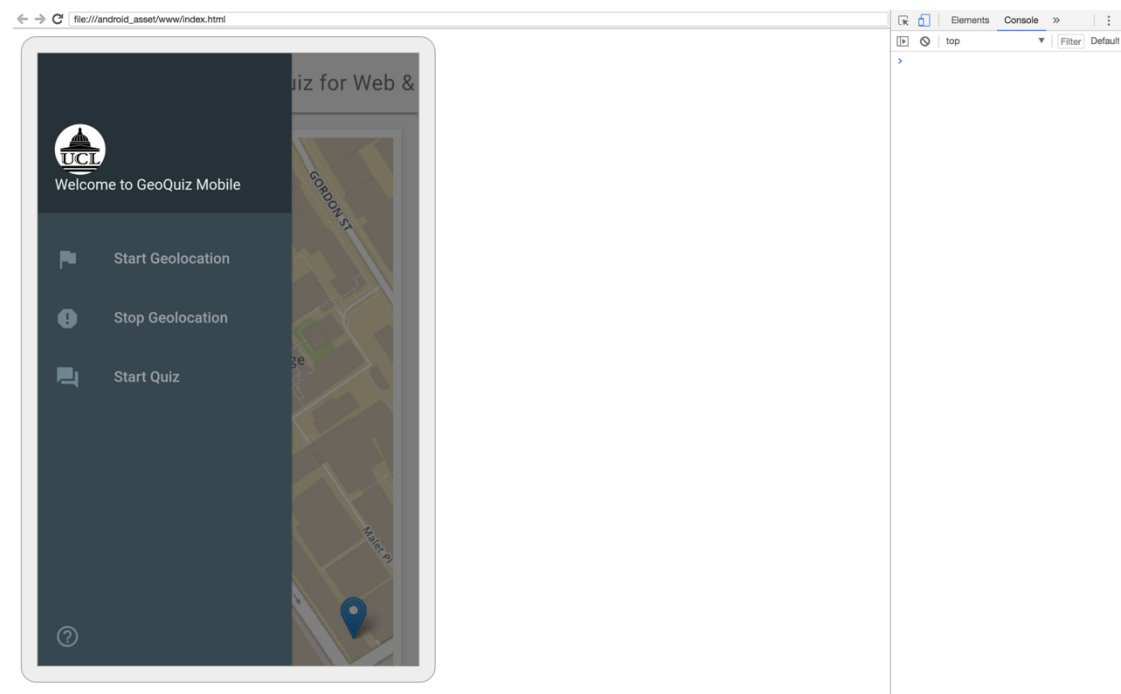 file:///android_asset/www/index.html
Elements Console »
top Filter Default
uiz for Web &
UCL
Welcome to GeoQuiz Mobile
Start Geolocation
Stop Geolocation
Start Quiz
GORDON ST
ge
Malet Pl